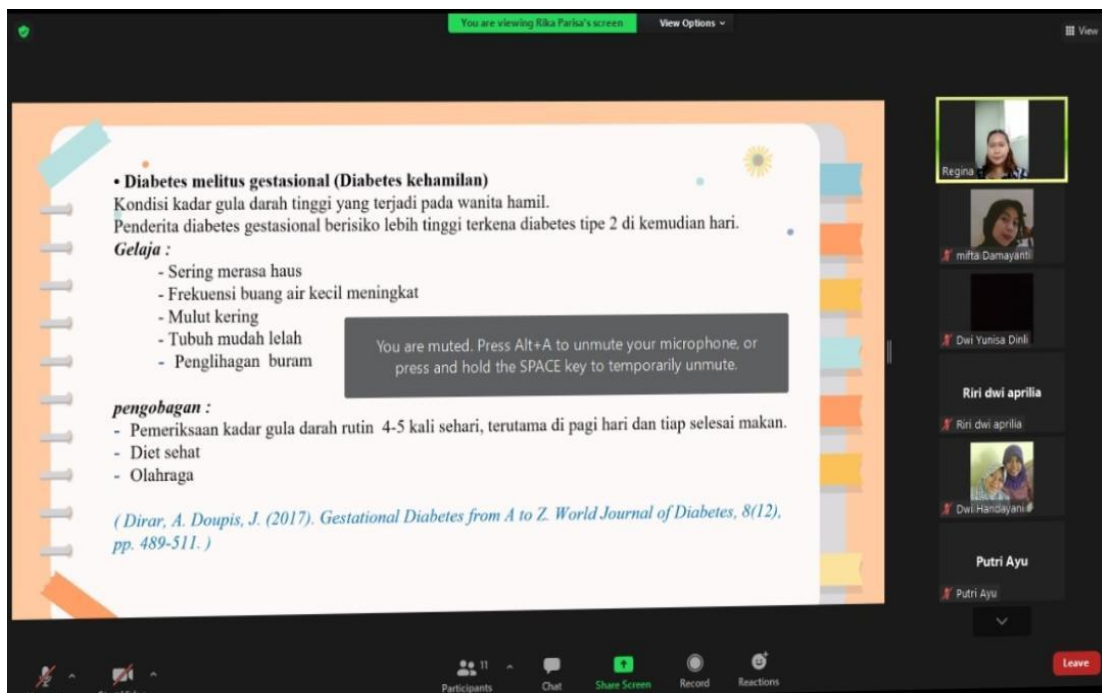 You are viewing Rika Parisa's screen
View Options
View
• Diabetes melitus gestasional (Diabetes kehamilan)
Kondisi kadar gula darah tinggi yang terjadi pada wanita hamil.
Penderita diabetes gestasional berisiko lebih tinggi terkena diabetes tipe 2 di kemudian hari.
Gelaja :
- Sering merasa haus
- Frekuensi buang air kecil meningkat
- Mulut kering
- Tubuh mudah lelah
- Penglihagan buram
You are muted. Press Alt+A to unmute your microphone, or
press and hold the SPACE key to temporarily unmute.
pengobagan :
- Pemeriksaan kadar gula darah rutin 4-5 kali sehari, terutama di pagi hari dan tiap selesai makan.
- Diet sehat
- Olahraga
( Dirar, A. Doupis, J. (2017). Gestational Diabetes from A to Z. World Journal of Diabetes, 8(12),
pp. 489-511. )
Regina
mifta Damayanti
Dwi Yunisa Dinli
Riri dwi aprilia
Riri dwi aprilia
Dwi Handayani
Putri Ayu
Putri Ayu
11
Participants
Chat
Share Screen
Record
Reactions
Leave